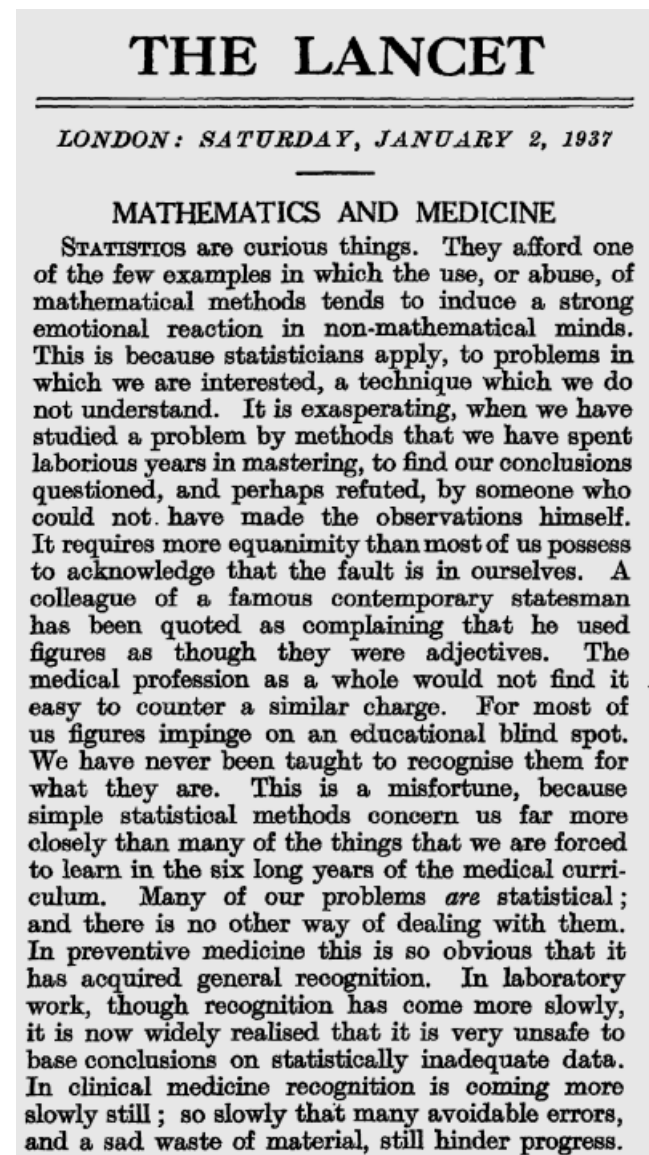 THE LANCET
LONDON: SATURDAY, JANUARY 2, 1937
MATHEMATICS AND MEDICINE
STATISTICS are curious things. They afford one
of the few examples in which the use, or abuse, of
mathematical methods tends to induce a strong
emotional reaction in non-mathematical minds.
This is because statisticians apply, to problems in
which we are interested, a technique which we do
not understand. It is exasperating, when we have
studied a problem by methods that we have spent
laborious years in mastering, to find our conclusions
questioned, and perhaps refuted, by someone who
could not have made the observations himself.
It requires more equanimity than most of us possess
to acknowledge that the fault is in ourselves. A
colleague of a famous contemporary statesman
has been quoted as complaining that he used
figures as though they were adjectives. The
medical profession as a whole would not find it
easy to counter a similar charge. For most of
us figures impinge on an educational blind spot.
We have never been taught to recognise them for
what they are. This is a misfortune, because
simple statistical methods concern us far more
closely than many of the things that we are forced
to learn in the six long years of the medical curri-
culum. Many of our problems are statistical;
and there is no other way of dealing with them.
In preventive medicine this is so obvious that it
has acquired general recognition. In laboratory
work, though recognition has come more slowly,
it is now widely realised that it is very unsafe to
base conclusions on statistically inadequate data.
In clinical medicine recognition is coming more
slowly still; so slowly that many avoidable errors,
and a sad waste of material, still hinder progress.